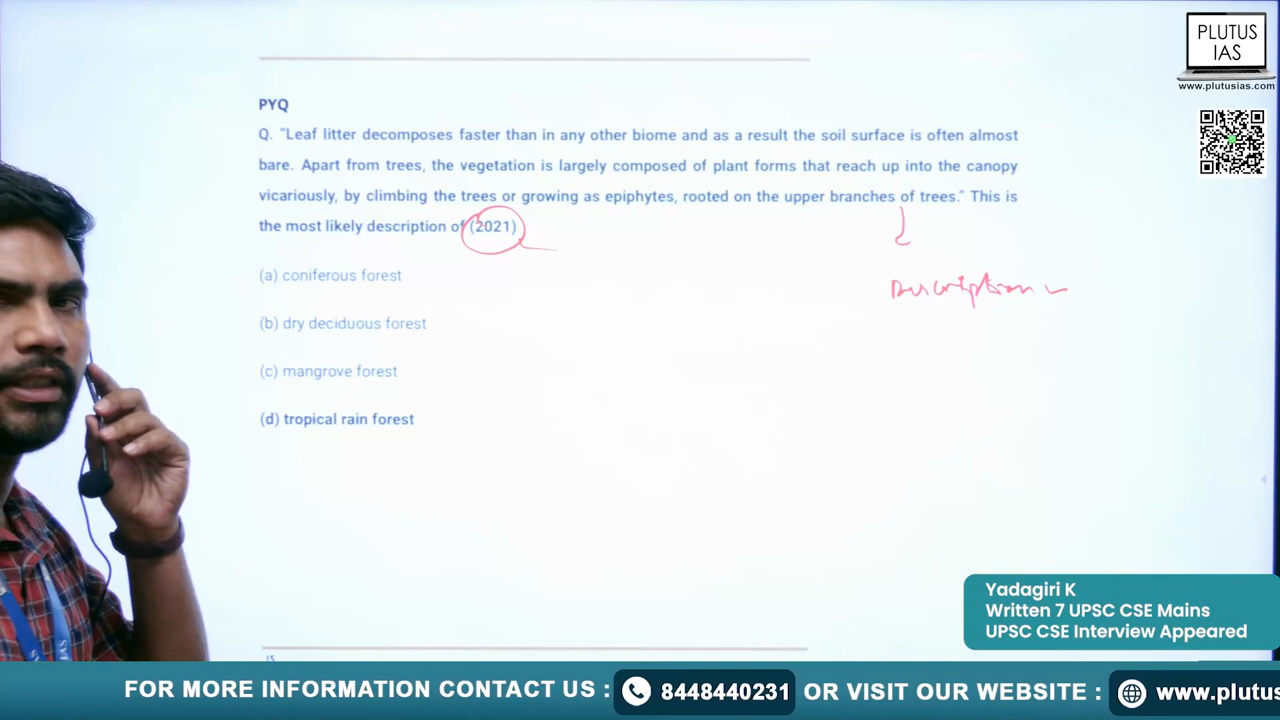 PLUTUS
IAS
www.plutusias.com
PYQ
Q. "Leaf litter decomposes faster than in any other biome and as a result the soil surface is often almost
bare. Apart from trees, the vegetation is largely composed of plant forms that reach up into the canopy
vicariously, by climbing the trees or growing as epiphytes, rooted on the upper branches of trees." This is
the most likely description of (2021)
Description
(a) coniferous forest
(b) dry deciduous forest
(c) mangrove forest
(d) tropical rain forest
Yadagiri K
Written 7 UPSC CSE Mains
UPSC CSE Interview Appeared
15
FOR MORE INFORMATION CONTACT US : 8448440231 OR VISIT OUR WEBSITE : www.plutus